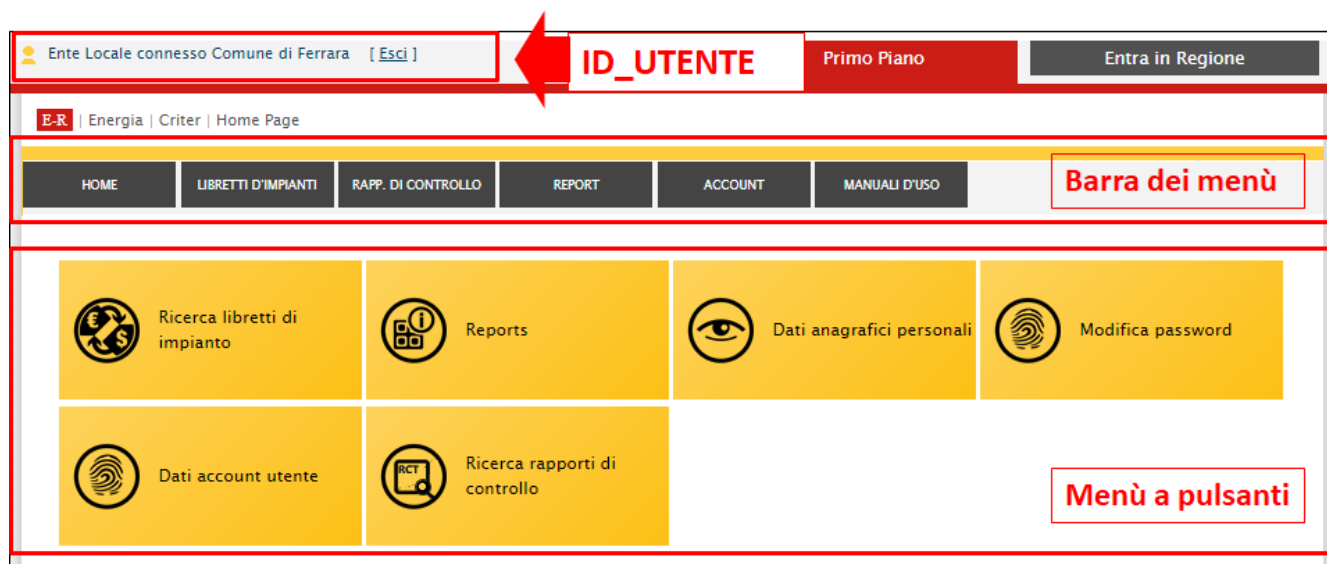 Ente Locale connesso Comune di Ferrara [ Esci ]
ID_UTENTE
Primo Piano
Entra in Regione
E-R | Energia | Criter | Home Page
HOME
LIBRETTI D'IMPIANTI
RAPP. DI CONTROLLO
REPORT
ACCOUNT
MANUALI D'USO
Barra dei menù
Ricerca libretti di
impianto
Reports
Dati anagrafici personali
Modifica password
Dati account utente
RCT
Ricerca rapporti di
controllo
Menù a pulsanti